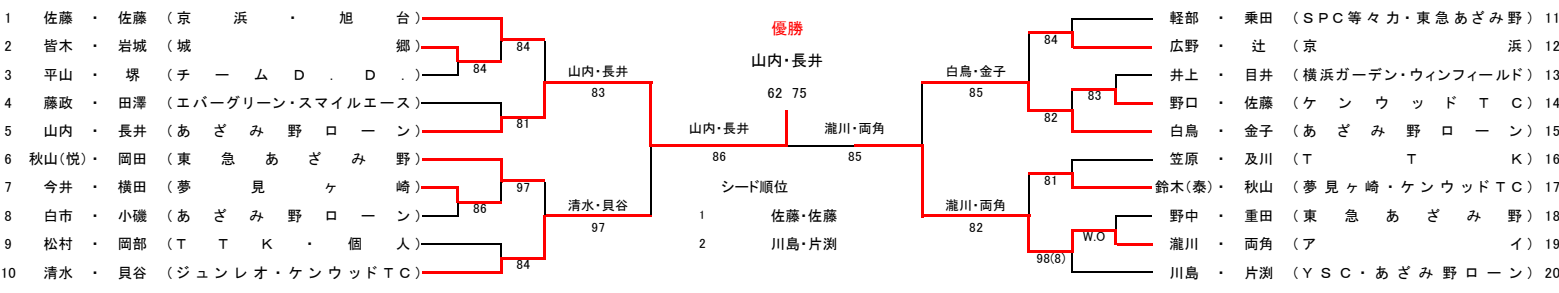 1 佐藤 ・ 佐藤 (京浜・旭台)
2 皆木 ・ 岩城 (城郷)
3 平山 ・ 堺 (チームD.D.)
4 藤政 ・ 田澤 (エバーグリーン・スマイルエース)
5 山内 ・ 長井 (あざみ野ローン)
6 秋山(悦)・ 岡田 (東急あざみ野)
7 今井 ・ 横田 (夢見ヶ崎)
8 白市 ・ 小磯 (あざみ野ローン)
9 松村 ・ 岡部 (TTK・個人)
10 清水 ・ 貝谷 (ジュンレオ・ケンウッドTC)
84
84
81
97
86
84
山内・長井
83
清水・貝谷
97
山内・長井
86
優勝
山内・長井
62 75
シード順位
1 佐藤・佐藤
2 川島・片渕
瀧川・両角
85
白鳥・金子
85
瀧川・両角
82
84
83
82
81
W.O
98(8)
軽部 ・ 乗田 (SPC等々力・東急あざみ野) 11
広野 ・ 辻 (京浜) 12
井上 ・ 目井 (横浜ガーデン・ウィンフィールド) 13
野口 ・ 佐藤 (ケンウッドTC) 14
白鳥 ・ 金子 (あざみ野ローン) 15
笠原 ・ 及川 (TTK) 16
鈴木(泰)・ 秋山 (夢見ヶ崎・ケンウッドTC) 17
野中 ・ 重田 (東急あざみ野) 18
瀧川 ・ 両角 (アイ) 19
川島 ・ 片渕 (YSC・あざみ野ローン) 20